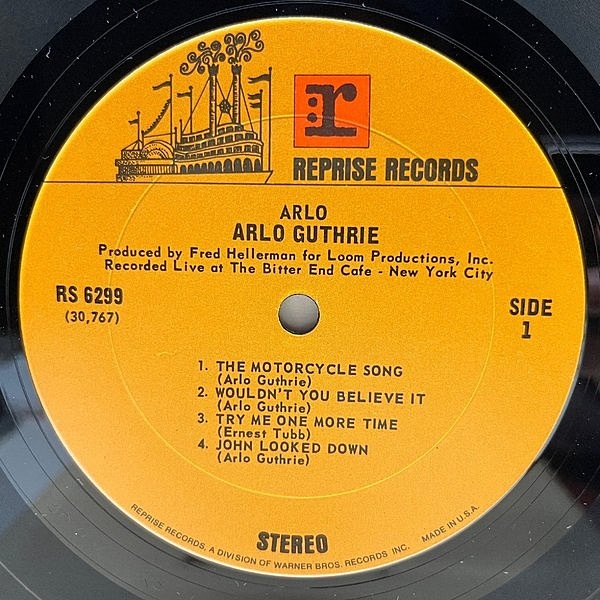 r
REPRISE RECORDS
ARLO
ARLO GUTHRIE
Produced by Fred Hellerman for Loom Productions, Inc.
Recorded Live at The Bitter End Cafe - New York City
RS 6299
(30,767)
SIDE
1
1. THE MOTORCYCLE SONG
(Arlo Guthrie)
2. WOULDN'T YOU BELIEVE IT
(Arlo Guthrie)
3. TRY ME ONE MORE TIME
(Ernest Tubb)
4. JOHN LOOKED DOWN
(Arlo Guthrie)
STEREO
REPRISE RECORDS, A DIVISION OF WARNER BROS. RECORDS INC. MADE IN U.S.A.